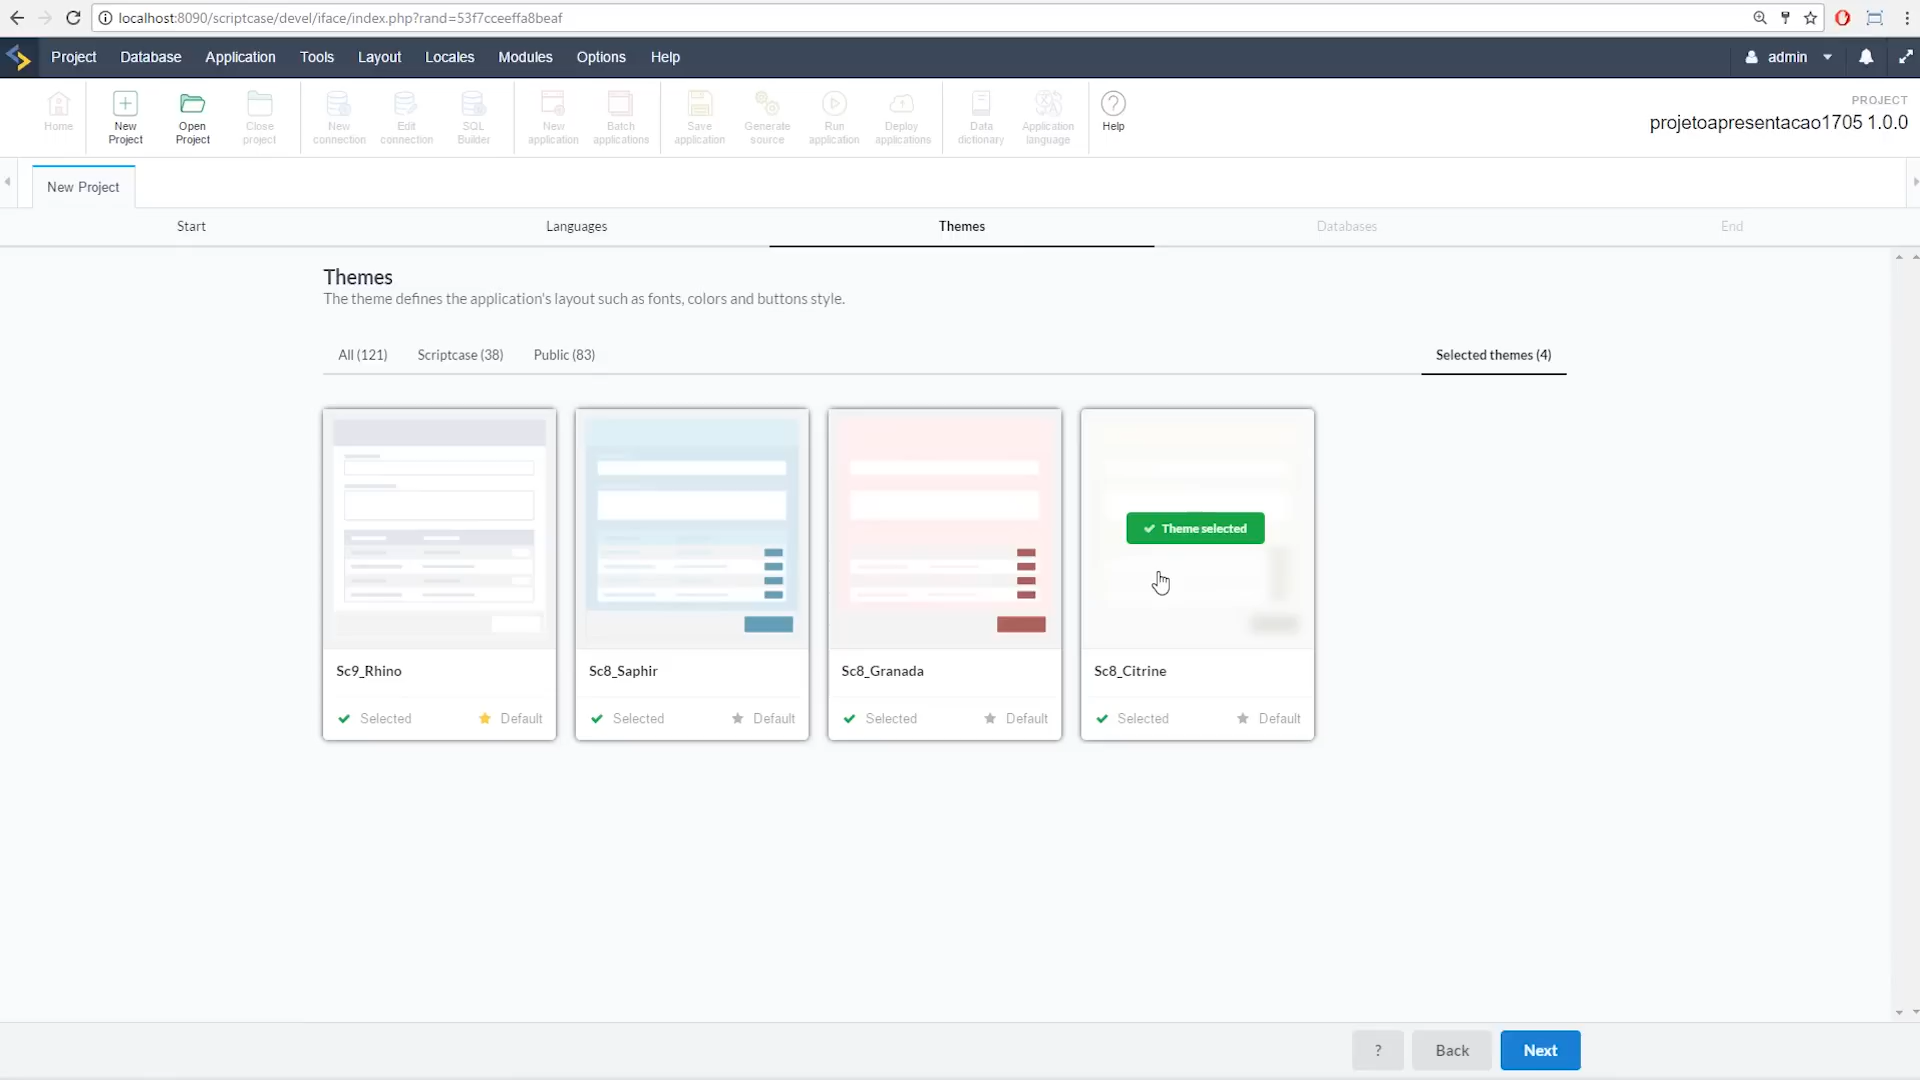 localhost:8090/scriptcase/devel/iface/index.php?rand=53f7cceeffa8beaf
Project Database Application Tools Layout Locales Modules Options Help admin
Home
New Project
Open Project
Close project
New connection
Edit connection
SQL Builder
New application
Batch applications
Save application
Generate source
Run application
Deploy applications
Data dictionary
Application language
Help
PROJECT
projetoapresentacao1705 1.0.0
New Project
Start Languages Themes Databases End
Themes
The theme defines the application's layout such as fonts, colors and buttons style.
All (121) Scriptcase (38) Public (83) Selected themes (4)
Theme selected
Sc9_Rhino Sc8_Saphir Sc8_Granada Sc8_Citrine
Selected Default Selected Default Selected Default Selected Default
? Back Next